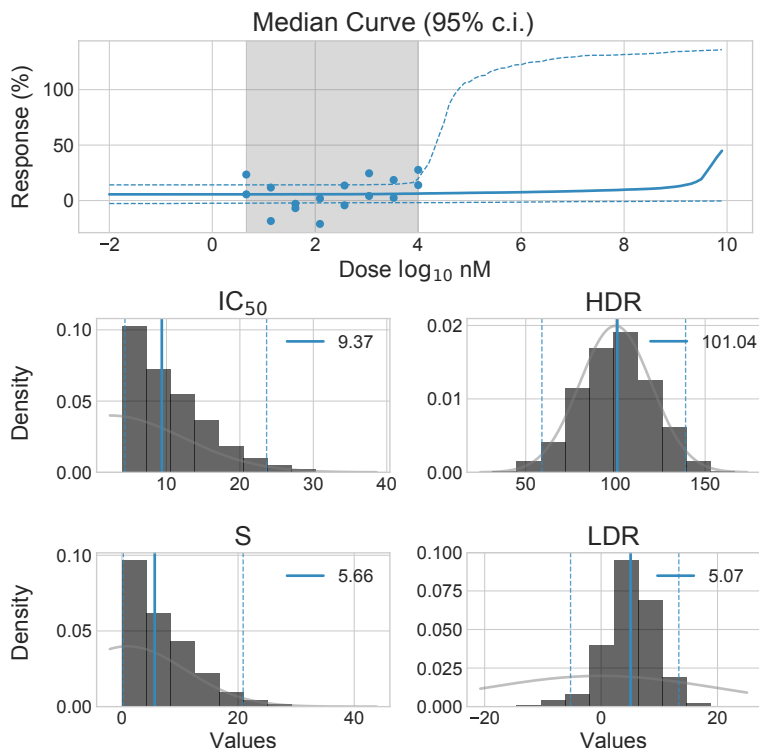 Median Curve (95% c.i.)
Response (%)
100
50
0
−2 0 2 4 6 8 10
Dose log₁₀ nM
IC₅₀
Density
0.10
0.05
0.00
9.37
10 20 30 40
HDR
0.02
0.01
0.00
101.04
50 100 150
S
Density
0.10
0.05
0.00
5.66
0 20 40
Values
LDR
0.100
0.075
0.050
0.025
0.000
5.07
−20 0 20
Values